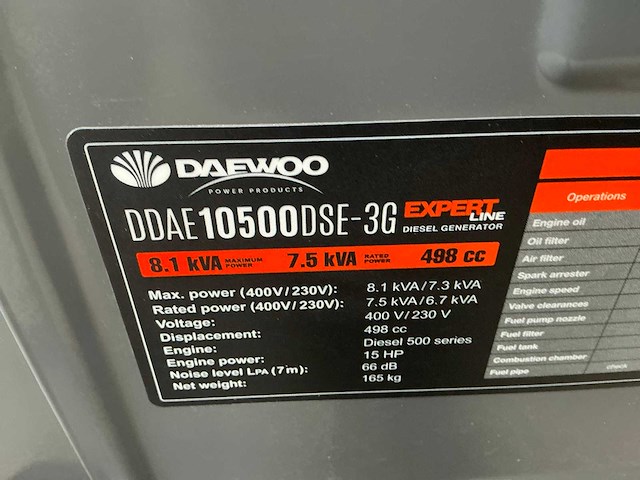 DAEWOO
POWER PRODUCTS
DDAE10500DSE-3G EXPERT LINE
DIESEL GENERATOR
8.1 kVA MAXIMUM POWER 7.5 kVA RATED POWER 498 cc
Max. power (400V/230V): 8.1 kVA/7.3 kVA
Rated power (400V/230V): 7.5 kVA/6.7 kVA
Voltage: 400 V/230 V
Displacement: 498 cc
Engine: Diesel 500 series
Engine power: 15 HP
Noise level LPA (7m): 66 dB
Net weight: 165 kg
Operations
Engine oil
Oil filter
Air filter
Spark arrester
Engine speed
Valve clearances
Fuel pump nozzle
Fuel filter
Fuel tank
Combustion chamber
Fuel pipe